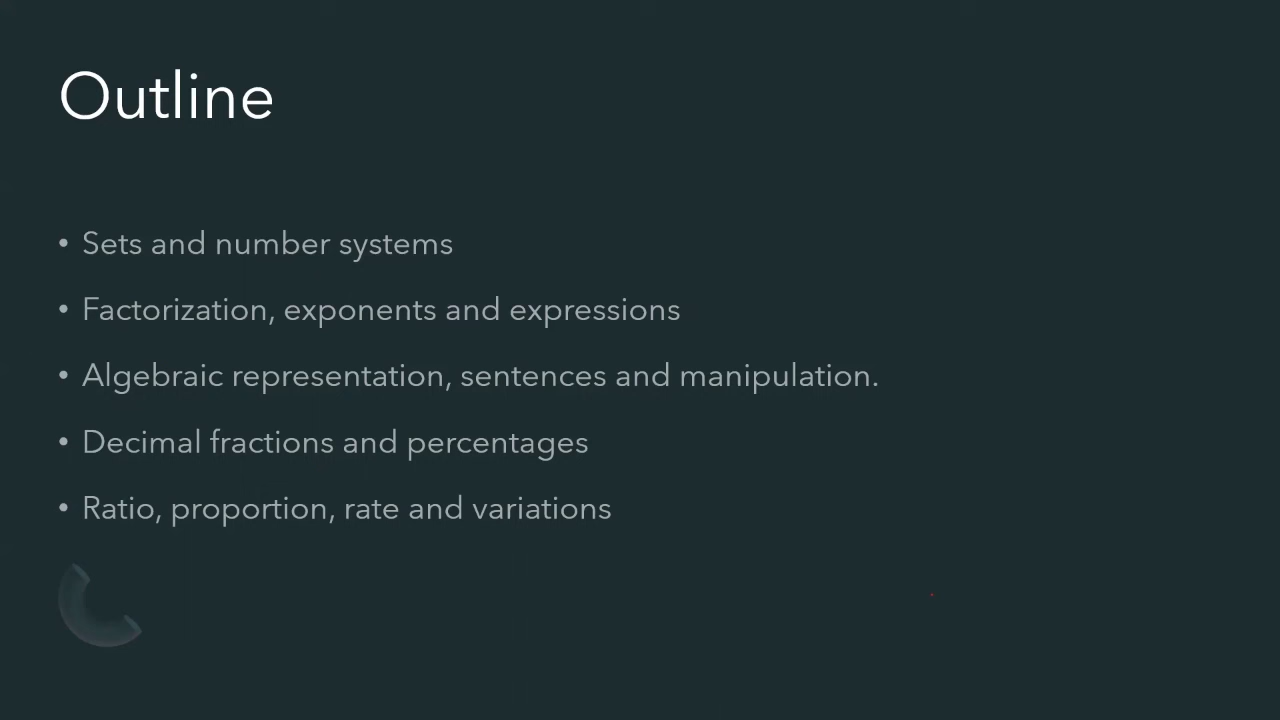 Outline
• Sets and number systems
• Factorization, exponents and expressions
• Algebraic representation, sentences and manipulation.
• Decimal fractions and percentages
• Ratio, proportion, rate and variations